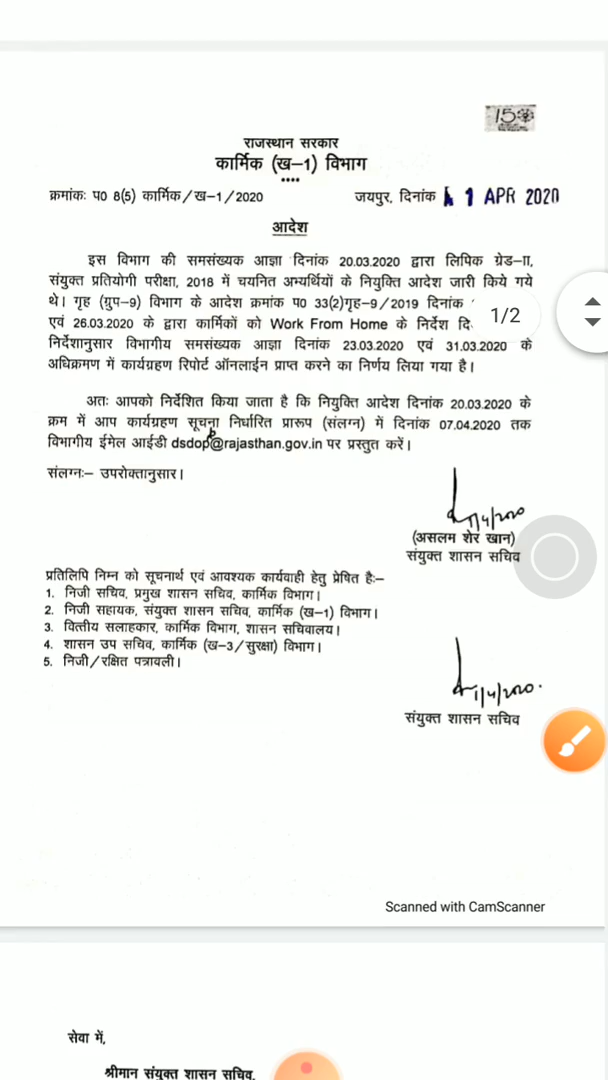 150
राजस्थान सरकार
कार्मिक (ख–1) विभाग
••••
क्रमांकः प0 8(5) कार्मिक/ख–1/2020 जयपुर, दिनांक 1 APR 2020
आदेश
इस विभाग की समसंख्यक आज्ञा दिनांक 20.03.2020 द्वारा लिपिक ग्रेड–II,
संयुक्त प्रतियोगी परीक्षा, 2018 में चयनित अभ्यर्थियों के नियुक्ति आदेश जारी किये गये
थे। गृह (ग्रुप–9) विभाग के आदेश क्रमांक प0 33(2)गृह–9/2019 दिनांक
एवं 26.03.2020 के द्वारा कार्मिकों को Work From Home के निर्देश दि
1/2
निर्देशानुसार विभागीय समसंख्यक आज्ञा दिनांक 23.03.2020 एवं 31.03.2020 के
अधिक्रमण में कार्यग्रहण रिपोर्ट ऑनलाईन प्राप्त करने का निर्णय लिया गया है।
अतः आपको निर्देशित किया जाता है कि नियुक्ति आदेश दिनांक 20.03.2020 के
क्रम में आप कार्यग्रहण सूचना निर्धारित प्रारूप (संलग्न) में दिनांक 07.04.2020 तक
विभागीय ईमेल आईडी dsdop@rajasthan.gov.in पर प्रस्तुत करें।
संलग्नः– उपरोक्तानुसार।
1/4/2020
(असलम शेर खान)
संयुक्त शासन सचिव
प्रतिलिपि निम्न को सूचनार्थ एवं आवश्यक कार्यवाही हेतु प्रेषित हैः–
1. निजी सचिव, प्रमुख शासन सचिव, कार्मिक विभाग।
2. निजी सहायक, संयुक्त शासन सचिव, कार्मिक (ख–1) विभाग।
3. वित्तीय सलाहकार, कार्मिक विभाग, शासन सचिवालय।
4. शासन उप सचिव, कार्मिक (ख–3/सुरक्षा) विभाग।
5. निजी/रक्षित पत्रावली।
1/4/2020.
संयुक्त शासन सचिव
Scanned with CamScanner
सेवा में,
श्रीमान संयुक्त शासन सचिव,